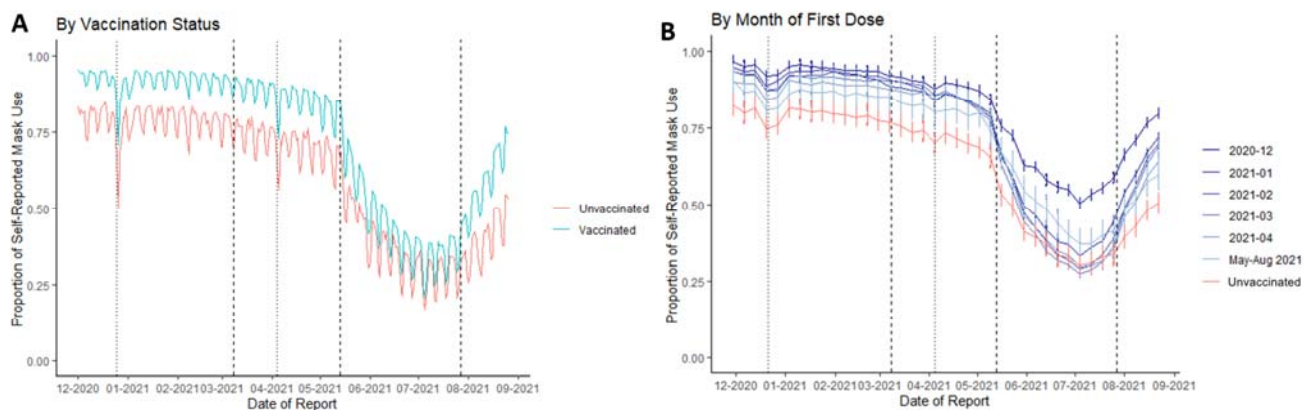 A
By Vaccination Status
Proportion of Self-Reported Mask Use
1.00
0.75
0.50
0.25
0.00
12-2020 01-2021 02-2021 03-2021 04-2021 05-2021 06-2021 07-2021 08-2021 09-2021
Date of Report
Unvaccinated
Vaccinated
B
By Month of First Dose
Proportion of Self-Reported Mask Use
1.00
0.75
0.50
0.25
0.00
12-2020 01-2021 02-2021 03-2021 04-2021 05-2021 06-2021 07-2021 08-2021 09-2021
Date of Report
2020-12
2021-01
2021-02
2021-03
2021-04
May-Aug 2021
Unvaccinated